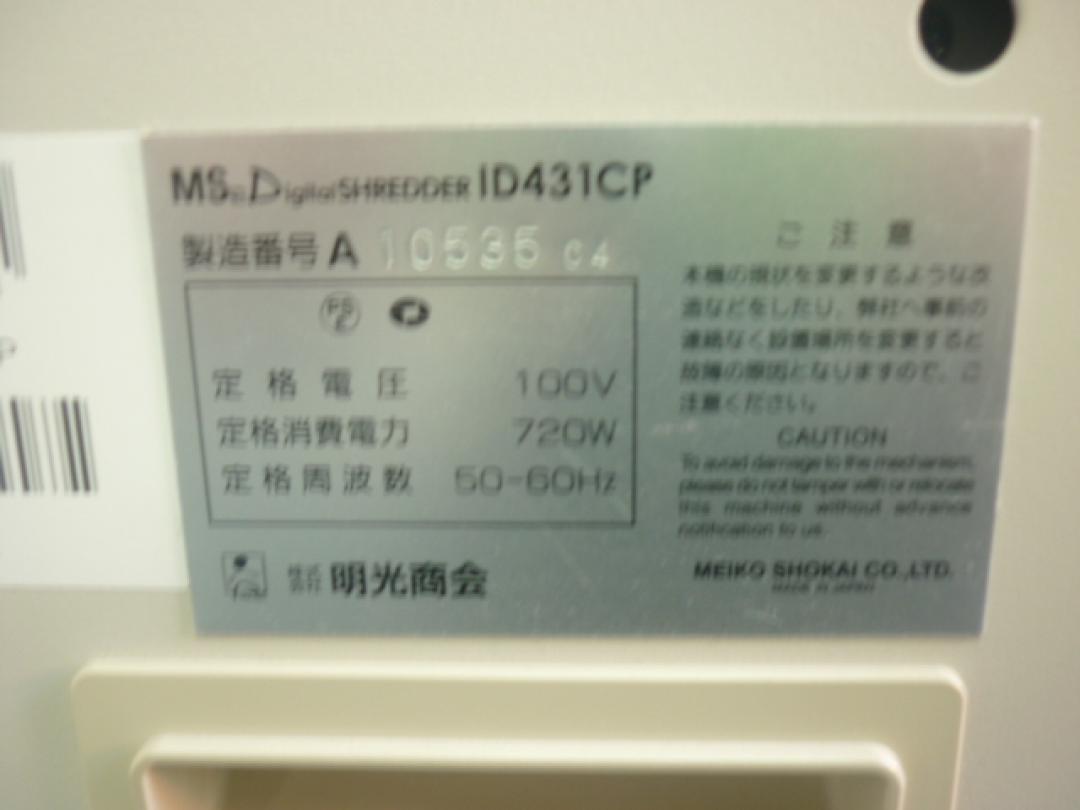 MS DigitalSHREDDER ID431CP
製造番号 A 10535 C4
PS E
定格電圧 100V
定格消費電力 720W
定格周波数 50-60Hz
株式会社 明光商会
ご注意
本機の現状を変更するような改
造などをしたり、弊社へ事前の
連絡なく設置場所を変更すると
故障の原因となりますので、ご
注意ください。
CAUTION
To avoid damage to the mechanism,
please do not tamper with or relocate
this machine without advance
notification to us.
MEIKO SHOKAI CO.,LTD.
MADE IN JAPAN
P